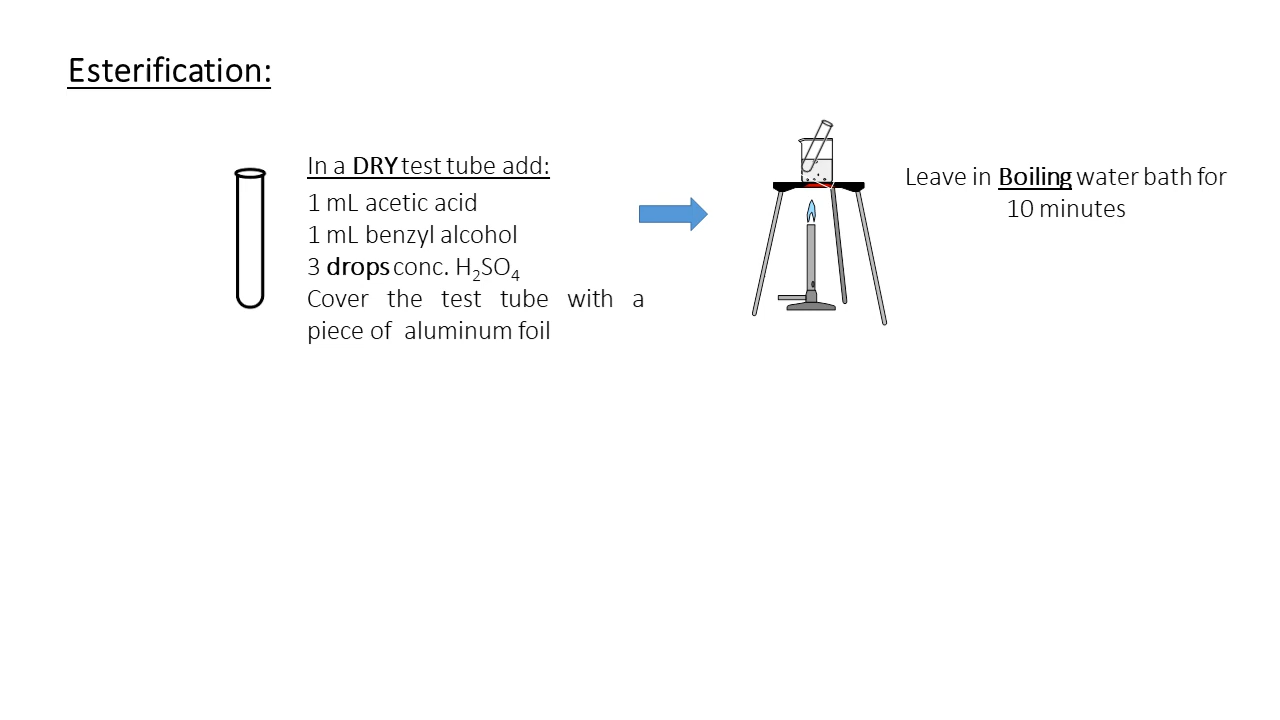 Esterification:
In a DRY test tube add:
1 mL acetic acid
1 mL benzyl alcohol
3 drops conc. H₂SO₄
Cover the test tube with a
piece of aluminum foil
Leave in Boiling water bath for
10 minutes